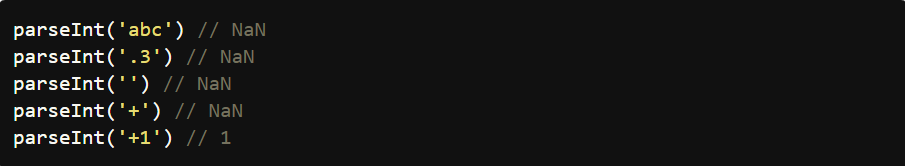 parseInt('abc') // NaN
parseInt('.3') // NaN
parseInt('') // NaN
parseInt('+') // NaN
parseInt('+1') // 1